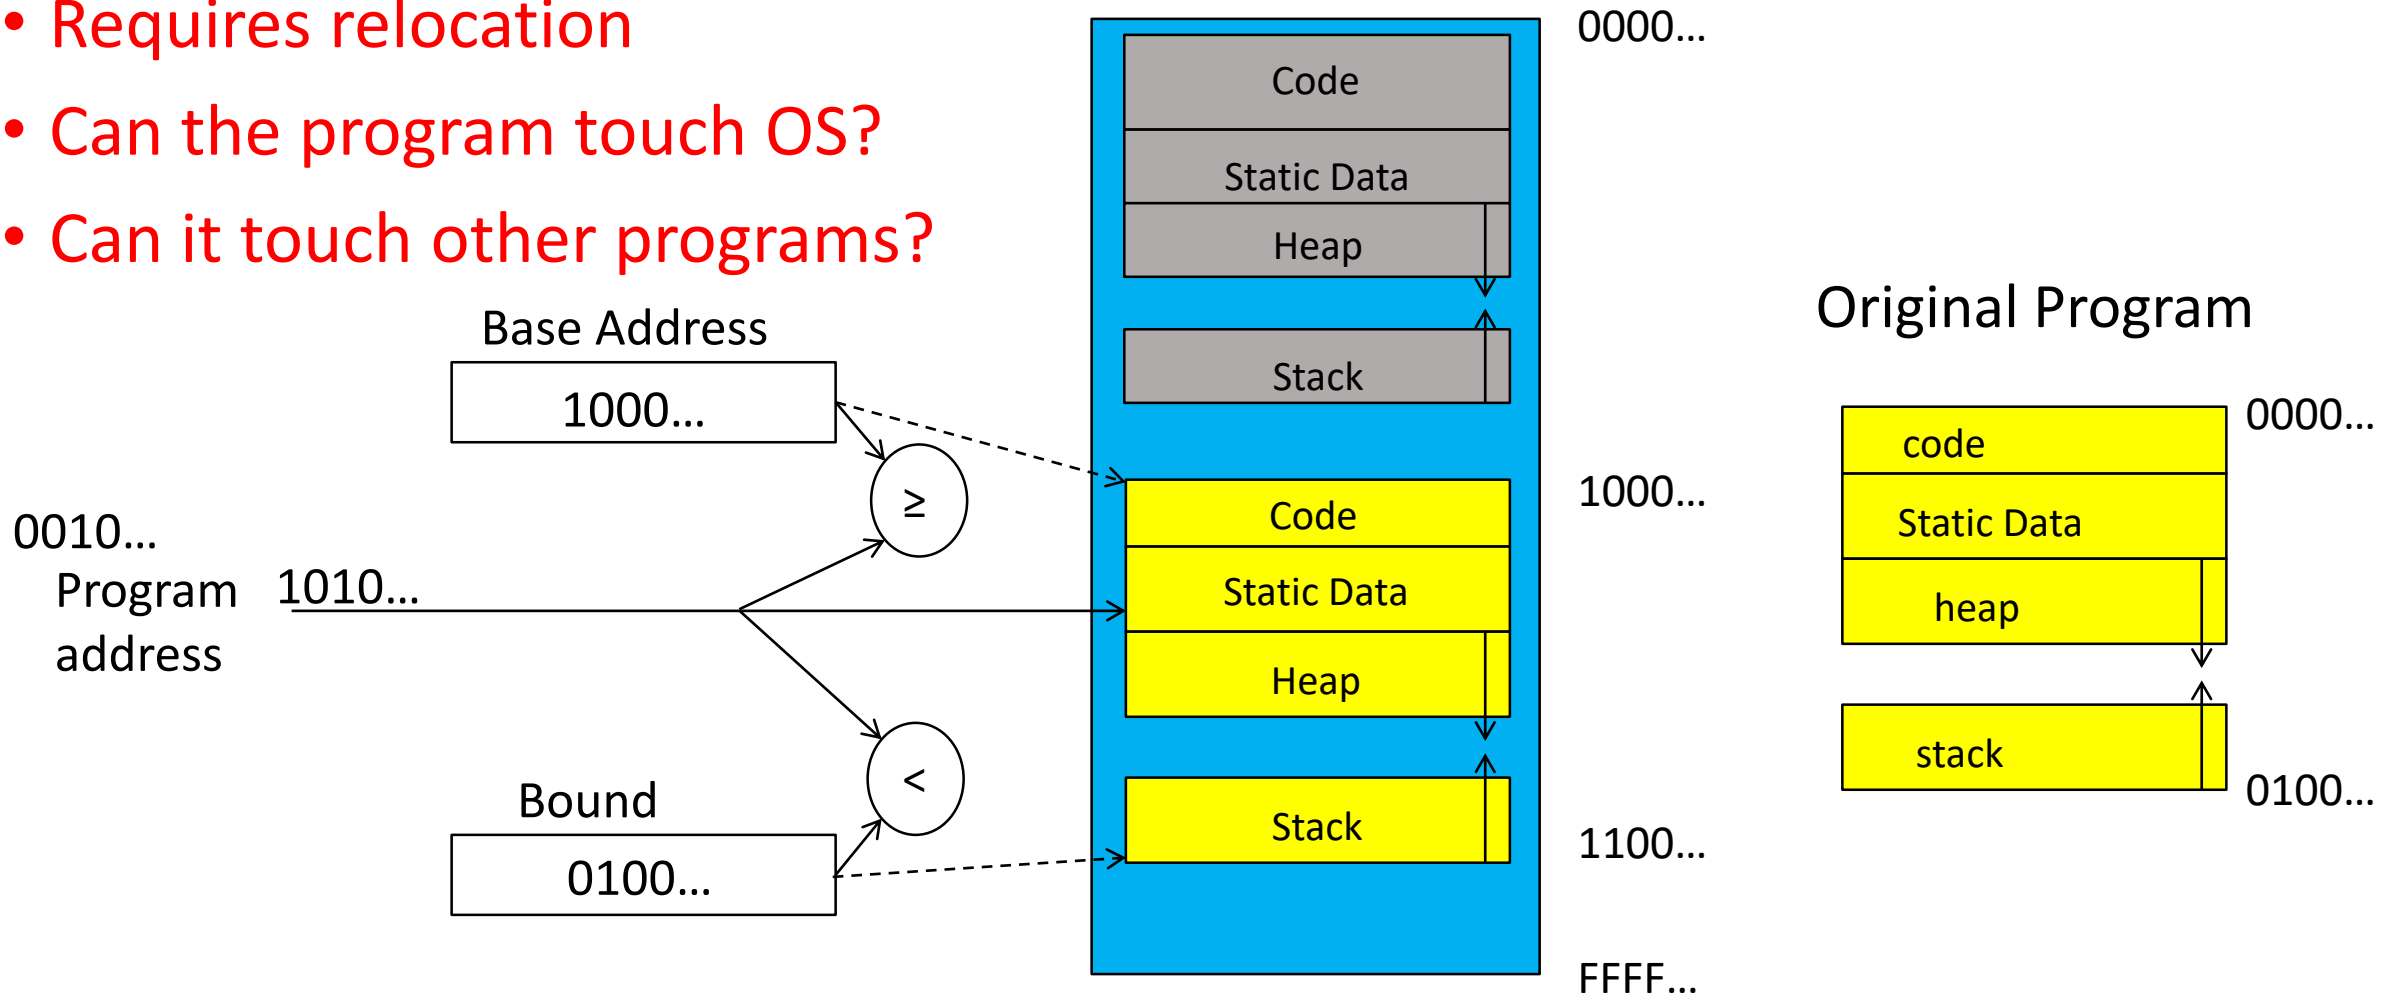 • Requires relocation
• Can the program touch OS?
• Can it touch other programs?
Base Address
1000…
≥
0010…
Program
address
1010…
<
Bound
0100…
Code
Static Data
Heap
Stack
Code
Static Data
Heap
Stack
0000…
1000…
1100…
FFFF…
Original Program
code
Static Data
heap
stack
0000…
0100…